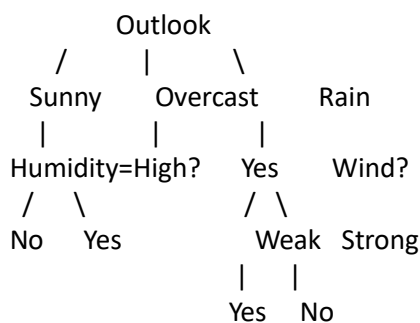 Outlook
/ | \
Sunny Overcast Rain
| | |
Humidity=High? Yes Wind?
/ \ / \
No Yes Weak Strong
| |
Yes No